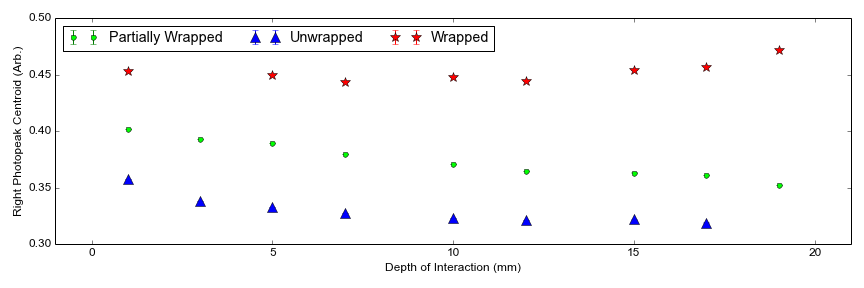 0.50
0.45
0.40
0.35
0.30
Right Photopeak Centroid (Arb.)
Partially Wrapped Unwrapped Wrapped
0 5 10 15 20
Depth of Interaction (mm)